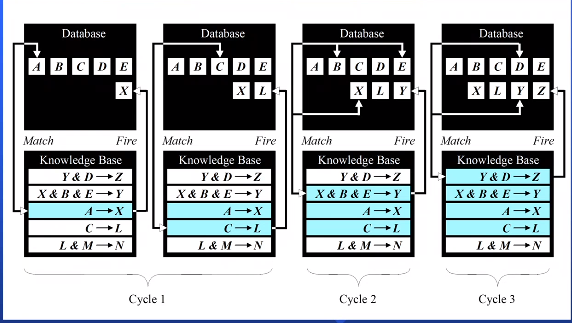 Database Database Database Database
A B C D E A B C D E A B C D E A B C D E
X X L X L Y X L Y Z
Match Fire Match Fire Match Fire Match Fire
Knowledge Base Knowledge Base Knowledge Base Knowledge Base
Y & D → Z Y & D → Z Y & D → Z Y & D → Z
X & B & E → Y X & B & E → Y X & B & E → Y X & B & E → Y
A → X A → X A → X A → X
C → L C → L C → L C → L
L & M → N L & M → N L & M → N L & M → N
Cycle 1 Cycle 2 Cycle 3